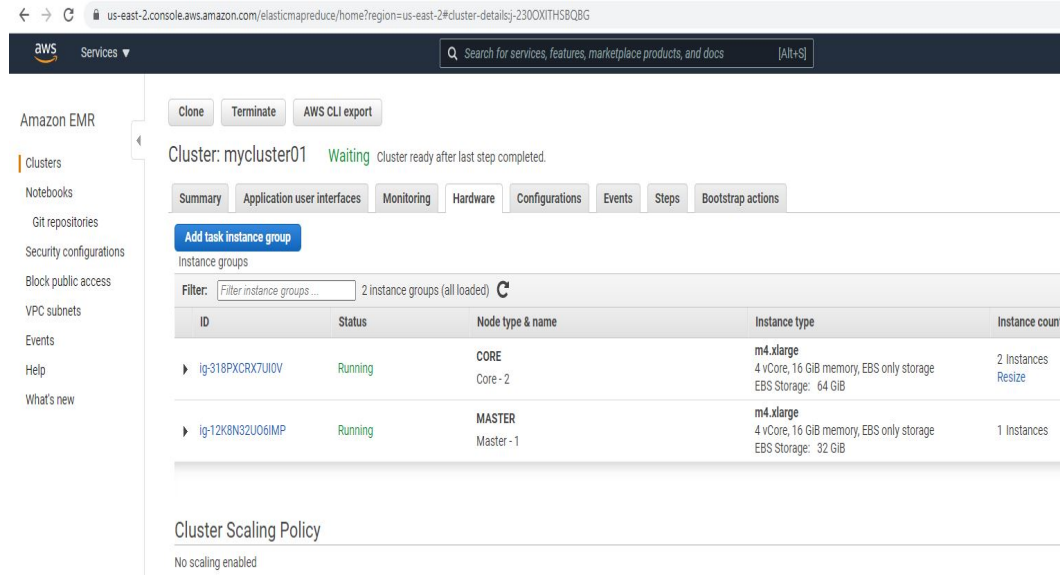 us-east-2.console.aws.amazon.com/elasticmapreduce/home?region=us-east-2#cluster-details:j-230OXITHSBQBG
aws Services ▼ Search for services, features, marketplace products, and docs [Alt+S]
Amazon EMR
Clusters
Notebooks
Git repositories
Security configurations
Block public access
VPC subnets
Events
Help
What's new
Clone Terminate AWS CLI export
Cluster: mycluster01 Waiting Cluster ready after last step completed.
Summary Application user interfaces Monitoring Hardware Configurations Events Steps Bootstrap actions
Add task instance group
Instance groups
Filter: Filter instance groups ... 2 instance groups (all loaded)
ID Status Node type & name Instance type Instance coun
ig-318PXCRX7UI0V Running CORE m4.xlarge 2 Instances
Core - 2 4 vCore, 16 GiB memory, EBS only storage Resize
EBS Storage: 64 GiB
ig-12K8N32UO6IMP Running MASTER m4.xlarge 1 Instances
Master - 1 4 vCore, 16 GiB memory, EBS only storage
EBS Storage: 32 GiB
Cluster Scaling Policy
No scaling enabled